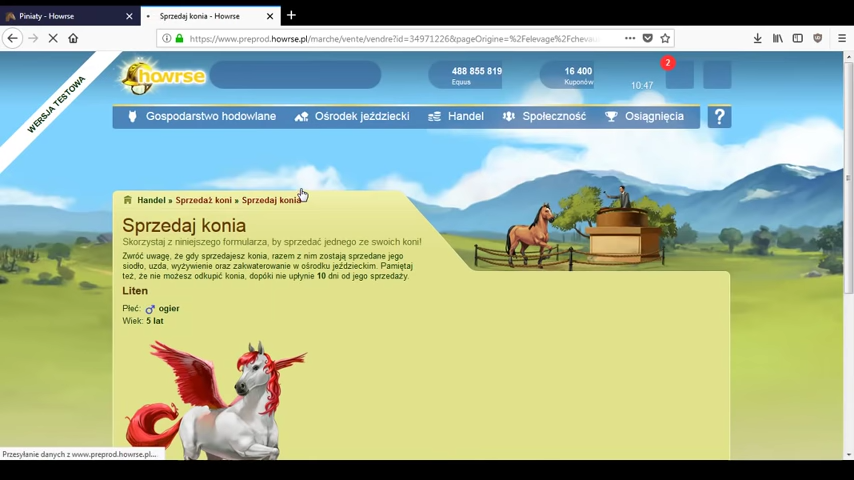 Piniaty - Howrse
Sprzedaj konia - Howrse
https://www.preprod.howrse.pl/marche/vente/vendre?id=34971226&pageOrigine=%2Felevage%2Fcheva
WERSJA TESTOWA
howrse
488 855 819
Equus
16 400
Kuponów
10:47
2
Gospodarstwo hodowlane
Ośrodek jeździecki
Handel
Społeczność
Osiągnięcia
?
Handel » Sprzedaż koni » Sprzedaj konia
Sprzedaj konia
Skorzystaj z niniejszego formularza, by sprzedać jednego ze swoich koni!
Zwróć uwagę, że gdy sprzedajesz konia, razem z nim zostają sprzedane jego
siodło, uzda, wyżywienie oraz zakwaterowanie w ośrodku jeździeckim. Pamiętaj
też, że nie możesz odkupić konia, dopóki nie upłynie 10 dni od jego sprzedaży.
Liten
Płeć: ogier
Wiek: 5 lat
Przesyłanie danych z www.preprod.howrse.pl...